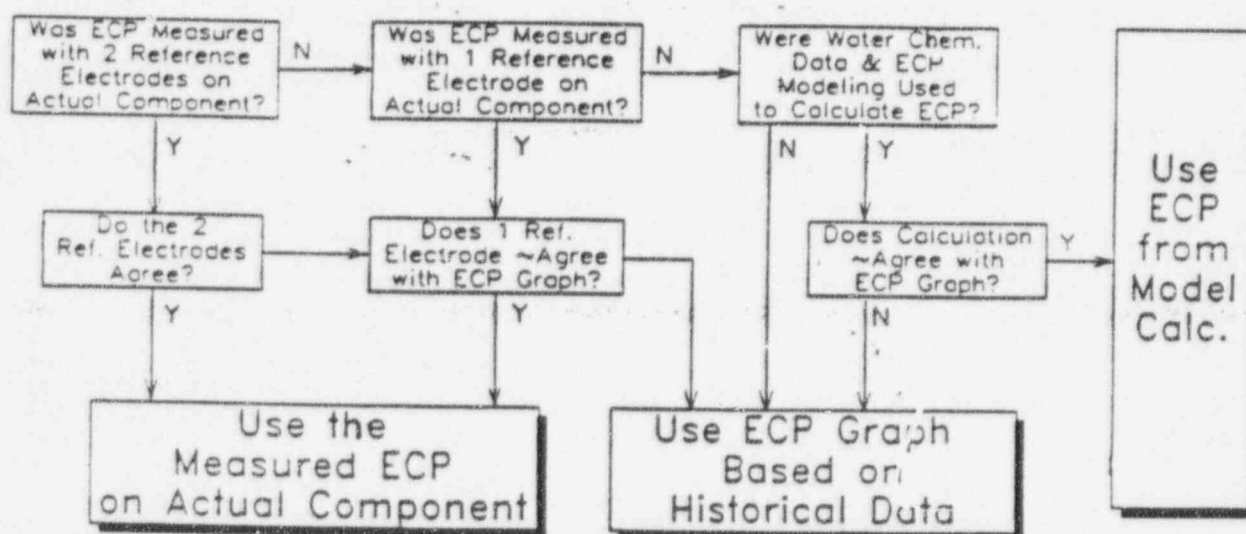 Was ECP Measured
with 2 Reference
Electrodes on
Actual Component?
N
Was ECP Measured
with 1 Reference
Electrode on
Actual Component?
N
Were Water Chem.
Data & ECP
Modeling Used
to Calculate ECP?
Y
Y
N
Y
Do the 2
Ref. Electrodes
Agree?
Does 1 Ref.
Electrode ~Agree
with ECP Graph?
Does Calculation
~Agree with
ECP Graph?
Y
Y
Y
N
Use the
Measured ECP
on Actual Component
Use ECP Graph
Based on
Historical Data
Use
ECP
from
Model
Calc.